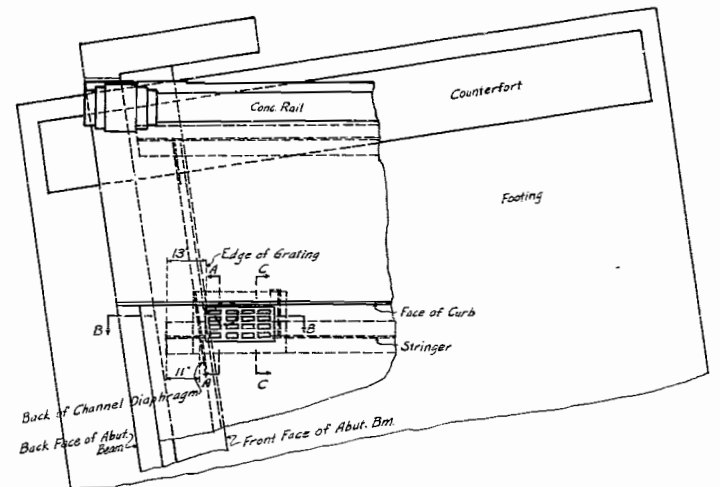 Counterfort
Conc. Rail
Footing
13"
Edge of Grating
A
C
Face of Curb
B
B
Stringer
11"
A
C
Back of Channel Diaphragm
Back Face of Abut.
Beam
Front Face of Abut. Bm.